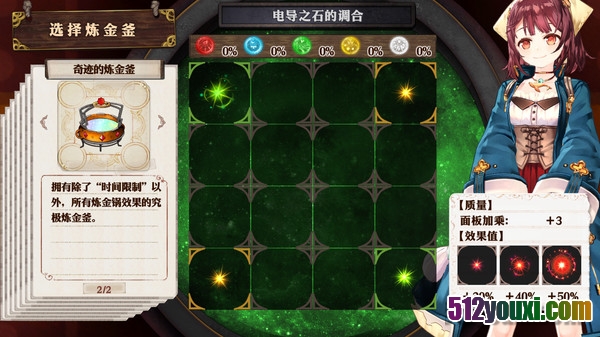 选择炼金釜
电导之石的调合
0%
0%
0%
0%
0%
奇迹的炼金釜
拥有除了“时间限制”以
外，所有炼金锅效果的究
极炼金釜。
2/2
【质量】
面板加乘： +3
【效果值】
+40% +50%
512youxi.com